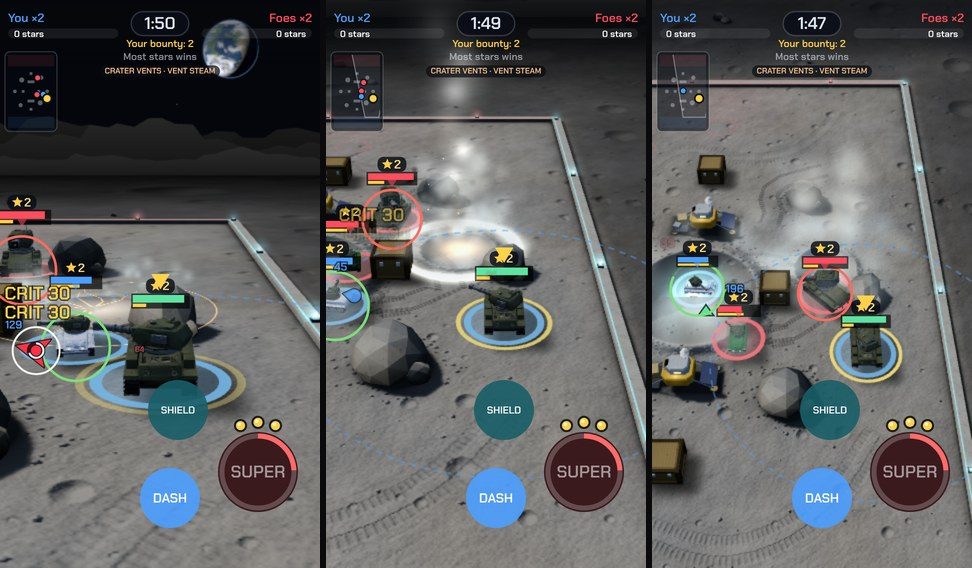 You ×2
1:50
Foes ×2
0 stars
0 stars
Your bounty: 2
Most stars wins
CRATER VENTS · VENT STEAM
★2
★2
★2
CRIT 30
CRIT 30
129
84
SHIELD
SUPER
DASH
You ×2
1:49
Foes ×2
0 stars
0 stars
Your bounty: 2
Most stars wins
CRATER VENTS · VENT STEAM
★2
CRIT 30
★2
★2
45
SHIELD
SUPER
DASH
You ×2
1:47
Foes ×2
0 stars
0 stars
Your bounty: 2
Most stars wins
CRATER VENTS · VENT STEAM
★2
★2
196
★2
★2
SHIELD
SUPER
DASH